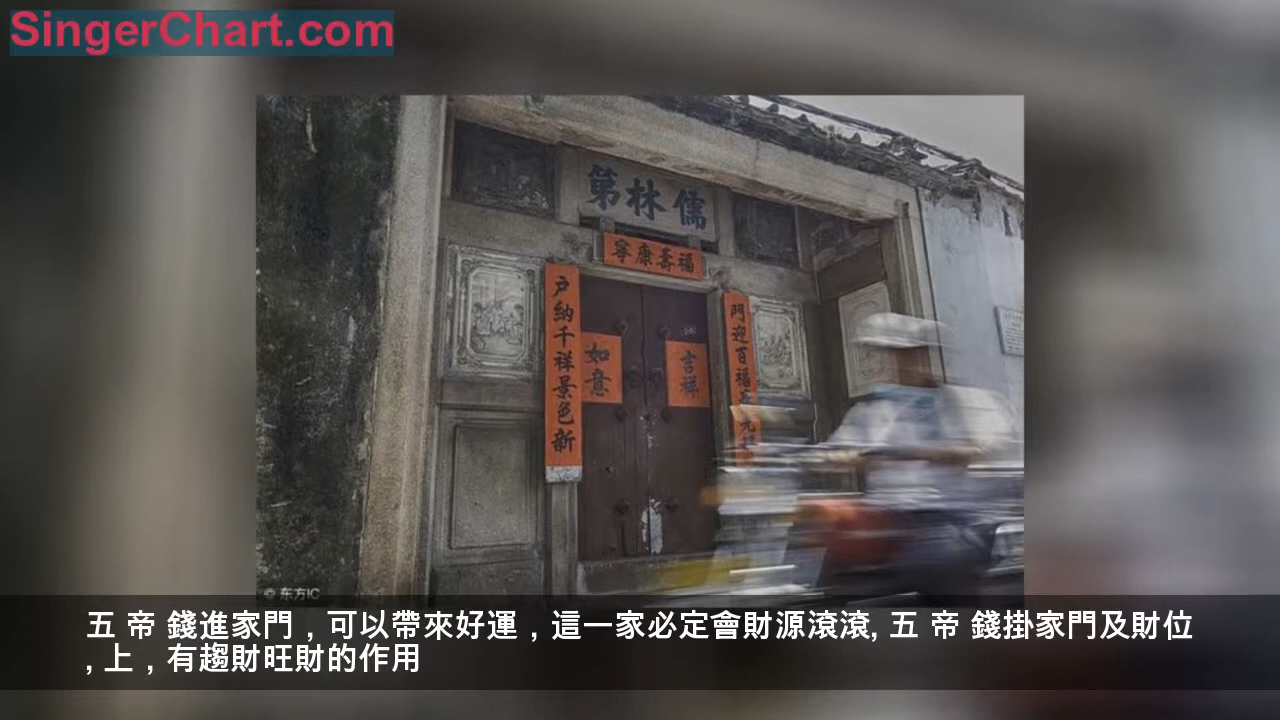 SingerChart.com
第林儒
寧康壽福
戶納千祥景色新
如意
吉祥
門迎百福
© 东方IC
五 帝 錢進家門，可以帶來好運，這一家必定會財源滾滾, 五 帝 錢掛家門及財位
, 上，有趨財旺財的作用